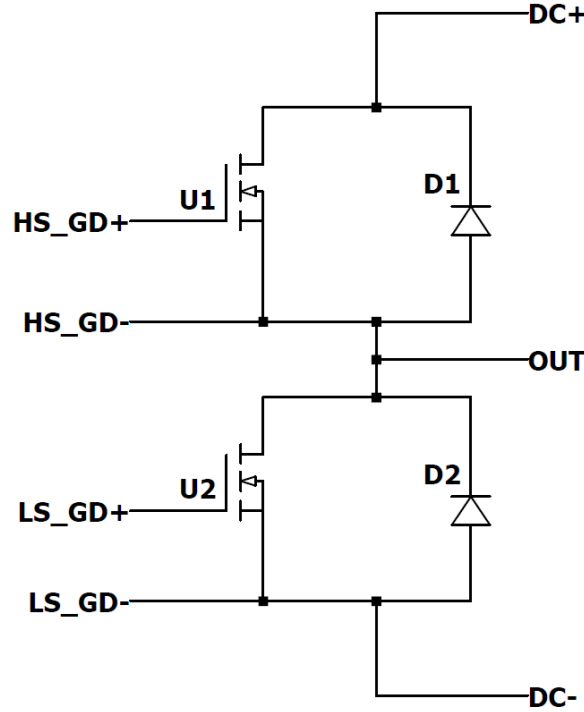 DC+
D1
U1
HS_GD+
HS_GD-
OUT
D2
U2
LS_GD+
LS_GD-
DC-